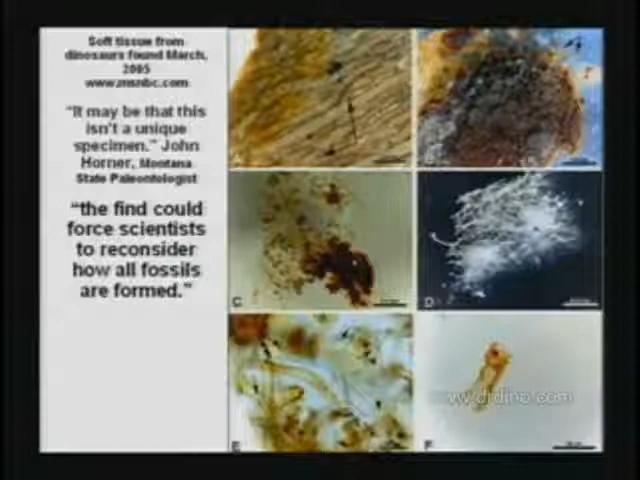 Soft tissue from
dinosaurs found March,
2005
www.msnbc.com
"It may be that this
isn't a unique
specimen." John
Horner, Montana
State Paleontologist
"the find could
force scientists
to reconsider
how all fossils
are formed."
C
D
E
F
www.drdino.com